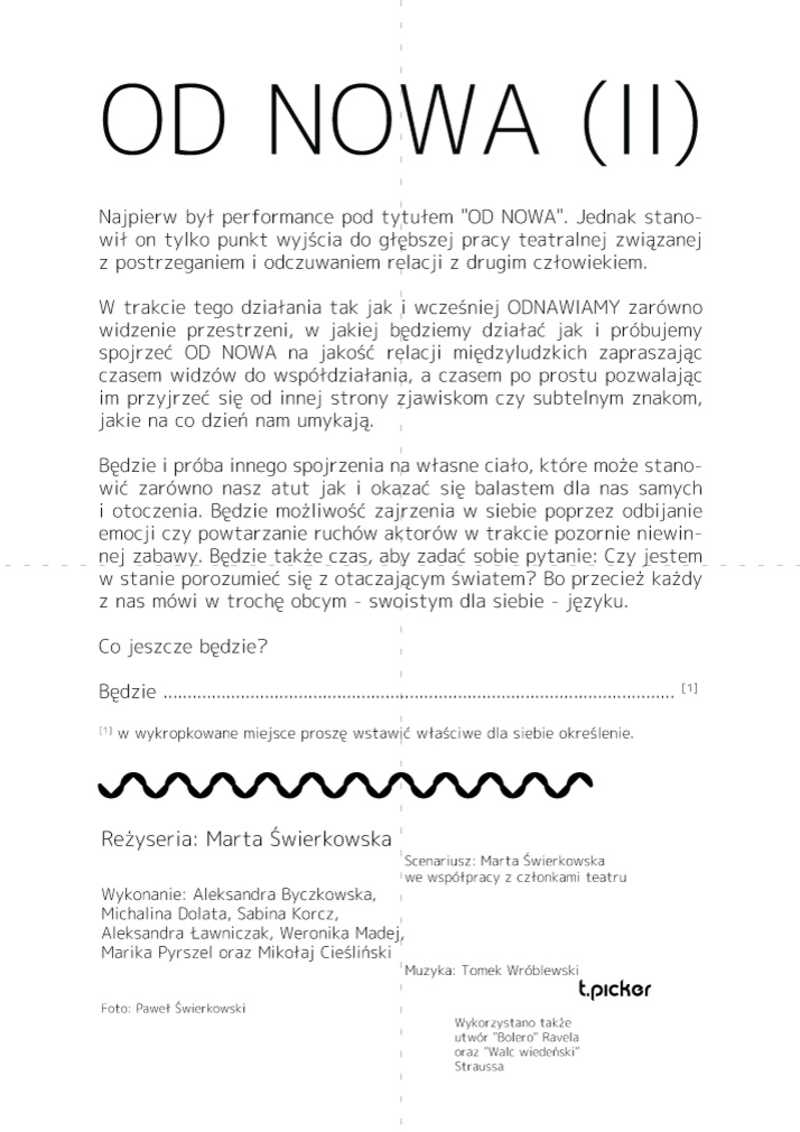 OD NOWA (II)
Najpierw był performance pod tytułem "OD NOWA". Jednak stano-
wił on tylko punkt wyjścia do głębszej pracy teatralnej związanej
z postrzeganiem i odczuwaniem relacji z drugim człowiekiem.
W trakcie tego działania tak jak i wcześniej ODNAWIAMY zarówno
widzenie przestrzeni, w jakiej będziemy działać jak i próbujemy
spojrzeć OD NOWA na jakość relacji międzyludzkich zapraszając
czasem widzów do współdziałania, a czasem po prostu pozwalając
im przyjrzeć się od innej strony zjawiskom czy subtelnym znakom,
jakie na co dzień nam umykają.
Będzie i próba innego spojrzenia na własne ciało, które może stano-
wić zarówno nasz atut jak i okazać się balastem dla nas samych
i otoczenia. Będzie możliwość zajrzenia w siebie poprzez odbijanie
emocji czy powtarzanie ruchów aktorów w trakcie pozornie niewin-
nej zabawy. Będzie także czas, aby zadać sobie pytanie: Czy jestem
w stanie porozumieć się z otaczającym światem? Bo przecież każdy
z nas mówi w trochę obcym - swoistym dla siebie - języku.
Co jeszcze będzie?
Będzie .......................................................................................................... [1]
[1] w wykropkowane miejsce proszę wstawić właściwe dla siebie określenie.
Reżyseria: Marta Świerkowska
Scenariusz: Marta Świerkowska
we współpracy z członkami teatru
Wykonanie: Aleksandra Byczkowska,
Michalina Dolata, Sabina Korcz,
Aleksandra Ławniczak, Weronika Madej,
Marika Pyrszel oraz Mikołaj Cieśliński
Muzyka: Tomek Wróblewski
t.picker
Foto: Paweł Świerkowski
Wykorzystano także
utwór "Bolero" Ravela
oraz "Walc wiedeński"
Straussa